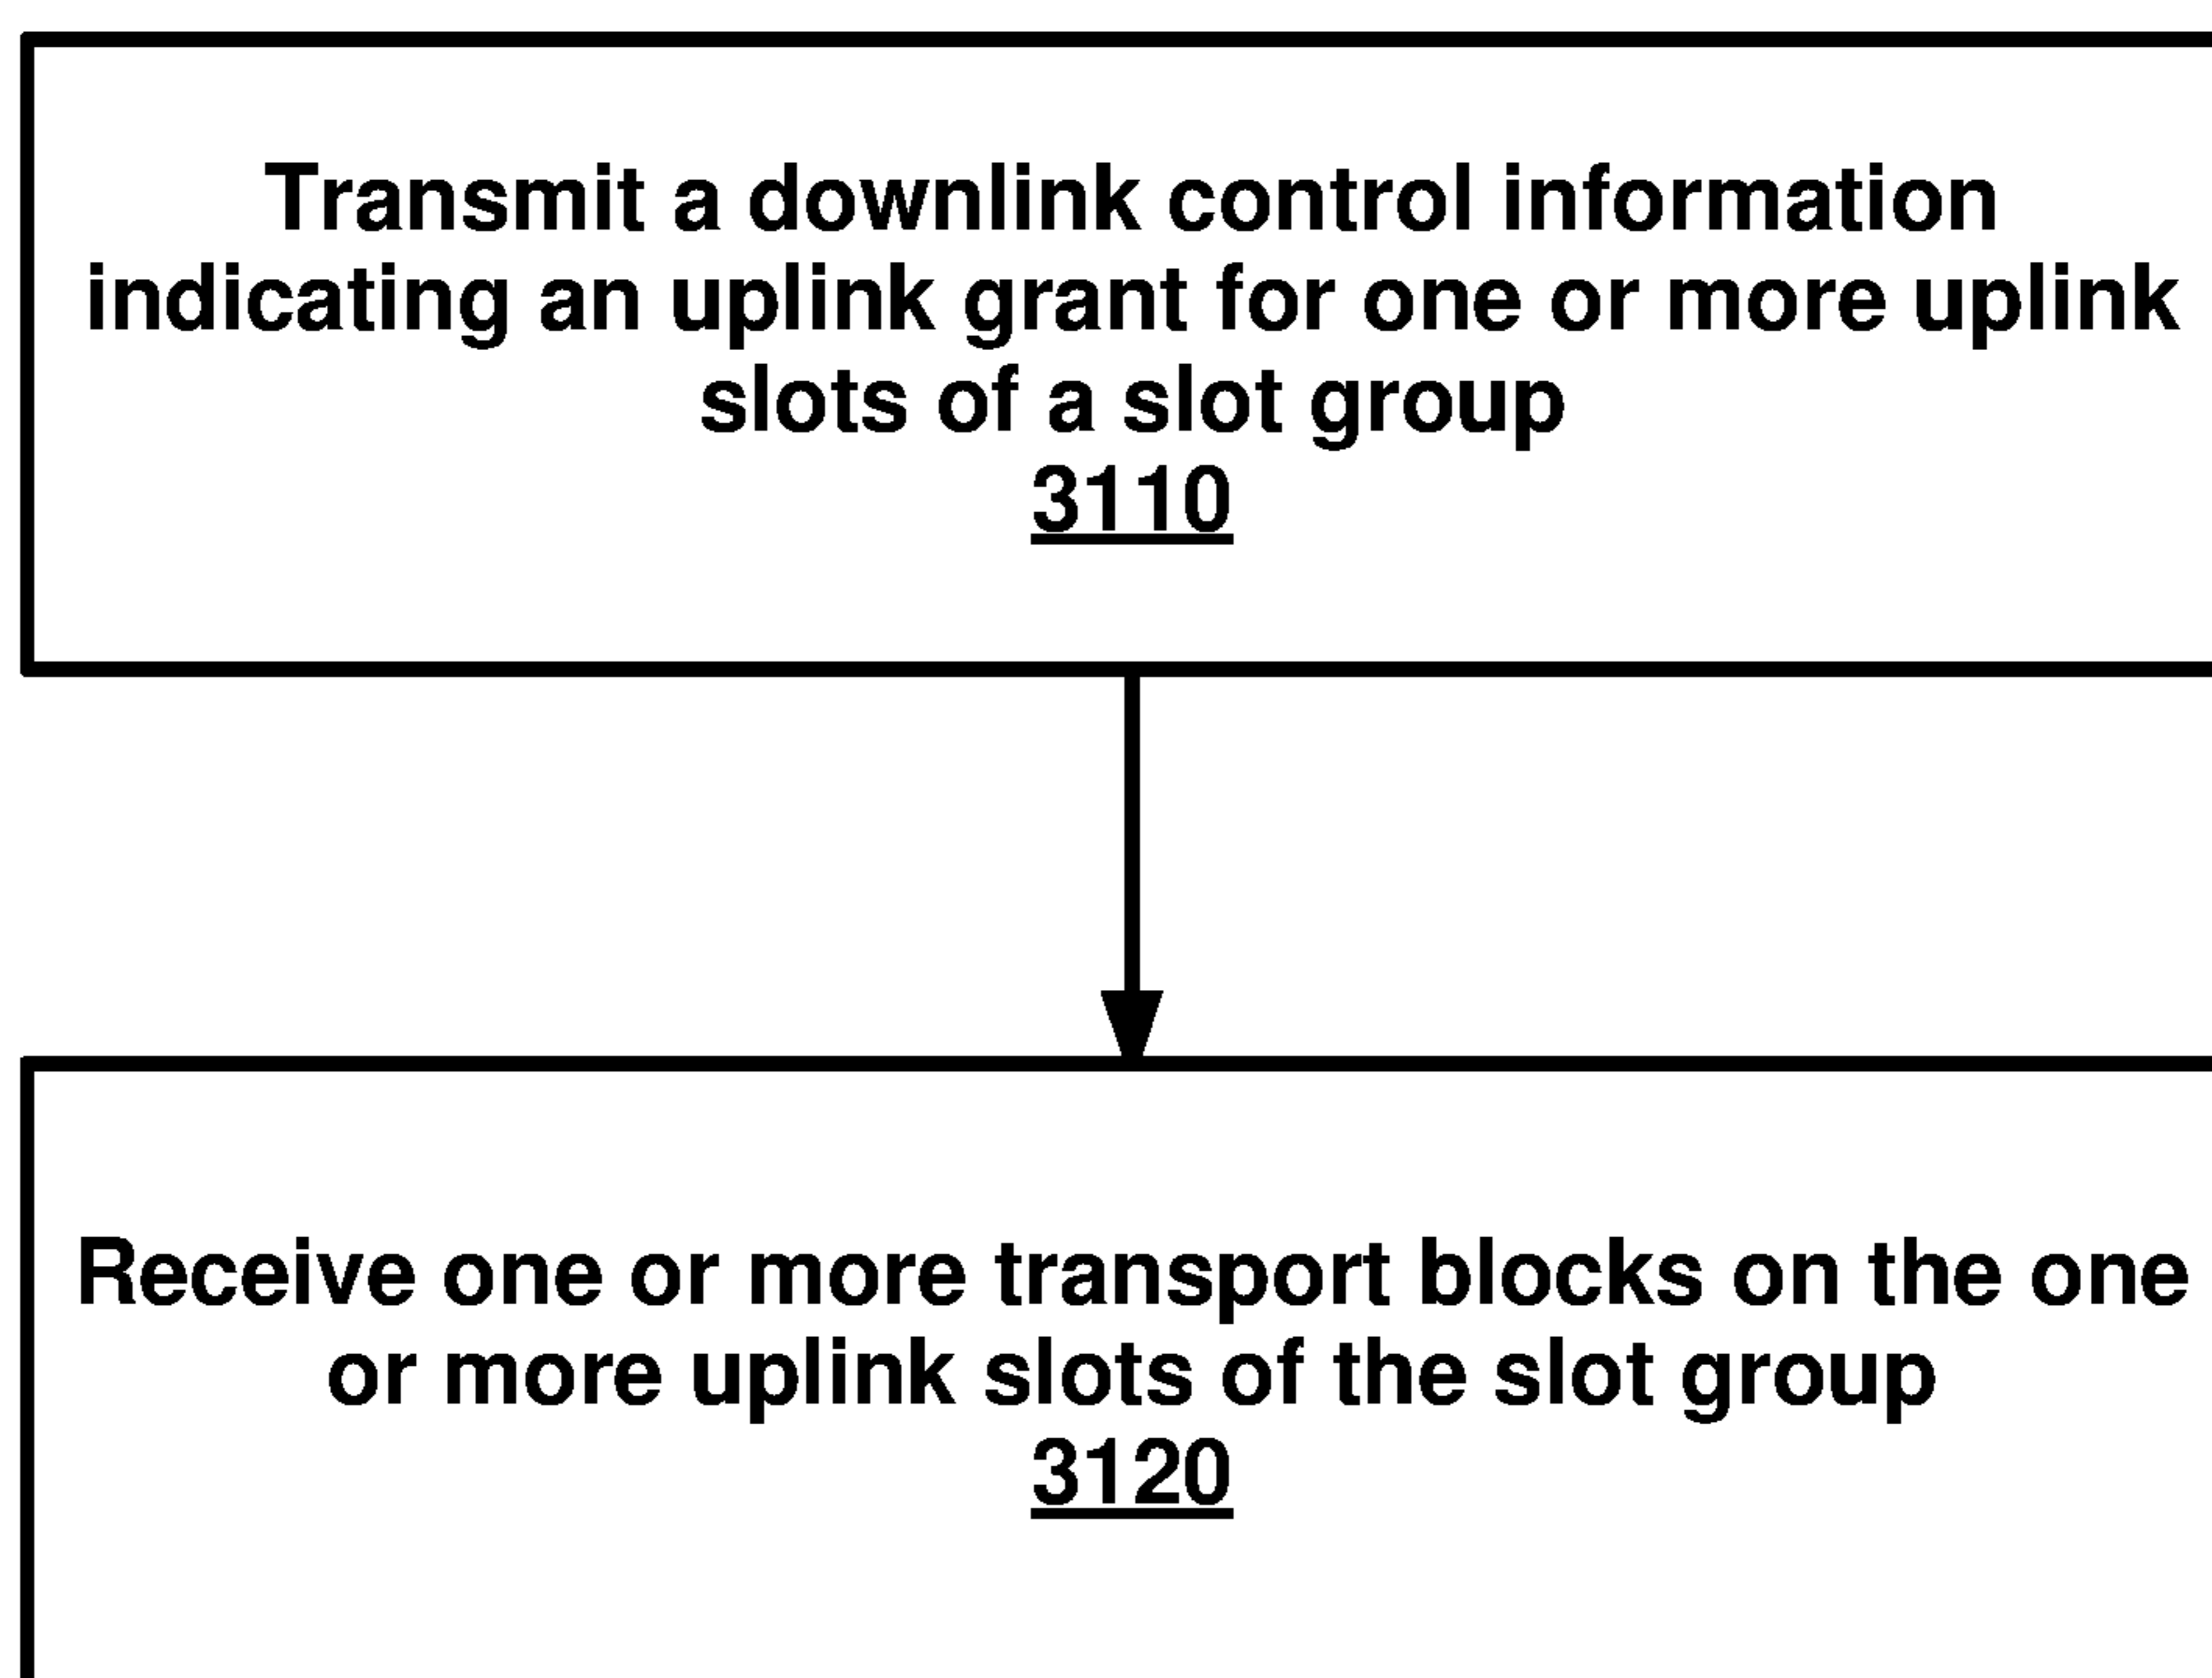 Transmit a downlink control information
indicating an uplink grant for one or more uplink
slots of a slot group
3110
Receive one or more transport blocks on the one
or more uplink slots of the slot group
3120